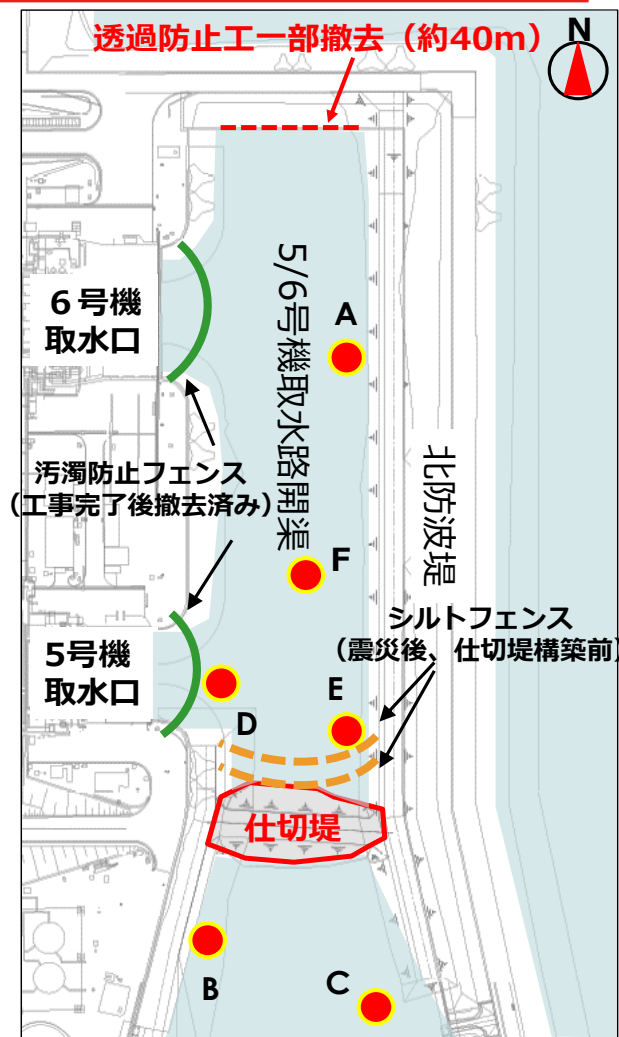 透過防止工一部撤去（約40m）
N
６号機
取水口
5/6号機取水路開渠
A
北防波堤
汚濁防止フェンス
（工事完了後撤去済み）
F
シルトフェンス
（震災後、仕切堤構築前）
5号機
取水口
D
E
仕切堤
B
C